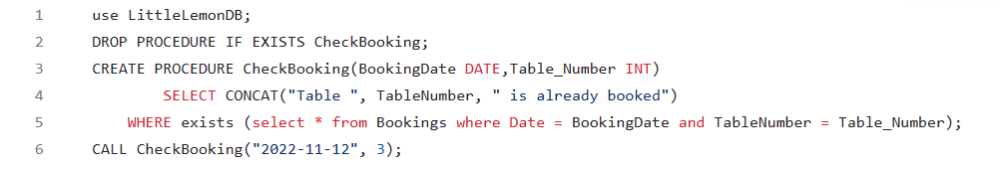 1 use LittleLemonDB;
2 DROP PROCEDURE IF EXISTS CheckBooking;
3 CREATE PROCEDURE CheckBooking(BookingDate DATE,Table_Number INT)
4 SELECT CONCAT("Table ", TableNumber, " is already booked")
5 WHERE exists (select * from Bookings where Date = BookingDate and TableNumber = Table_Number);
6 CALL CheckBooking("2022-11-12", 3);